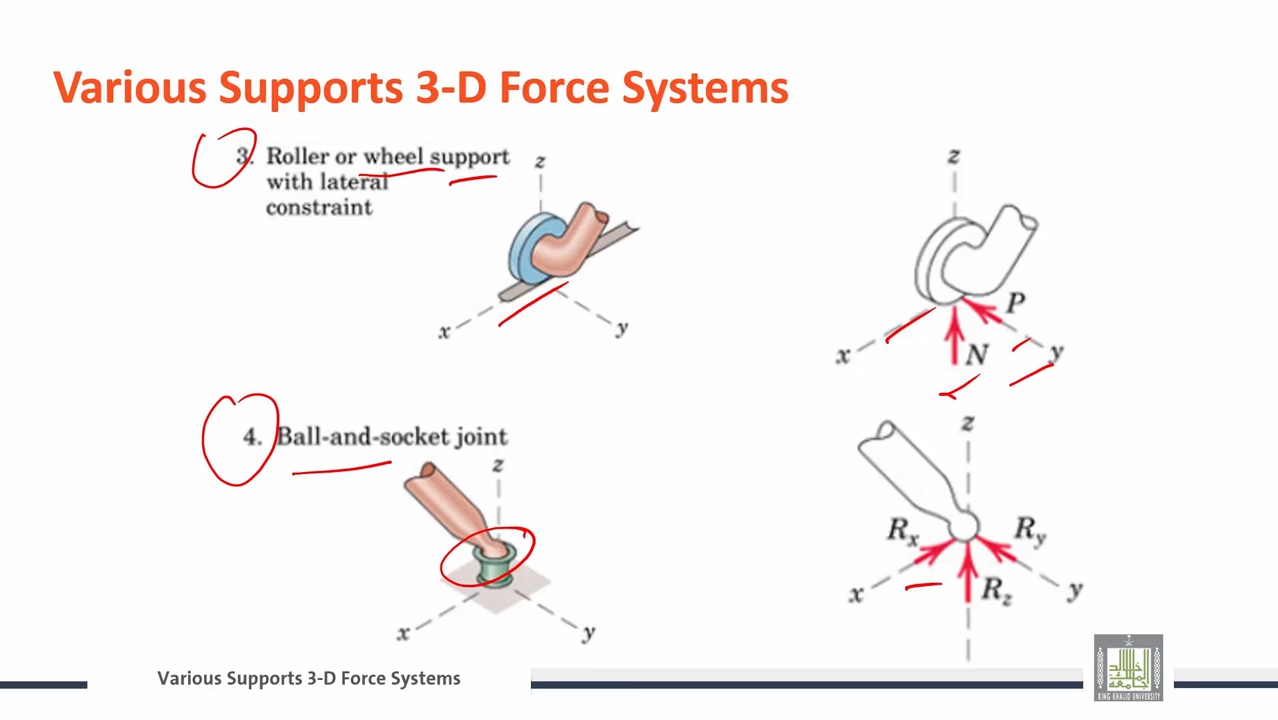 Various Supports 3-D Force Systems
3. Roller or wheel support
with lateral
constraint
z
x
y
z
P
N
x
y
4. Ball-and-socket joint
z
x
y
z
Rx
Ry
Rz
x
y
Various Supports 3-D Force Systems
KING KHALID UNIVERSITY